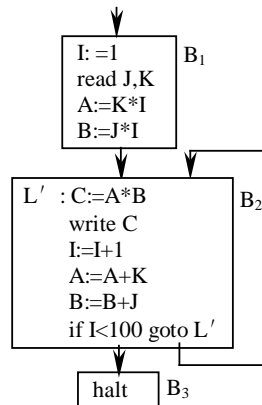 I: =1
read J,K
A:=K*I
B:=J*I
B1
L′ : C:=A*B
write C
I:=I+1
A:=A+K
B:=B+J
if I<100 goto L′
B2
halt
B3